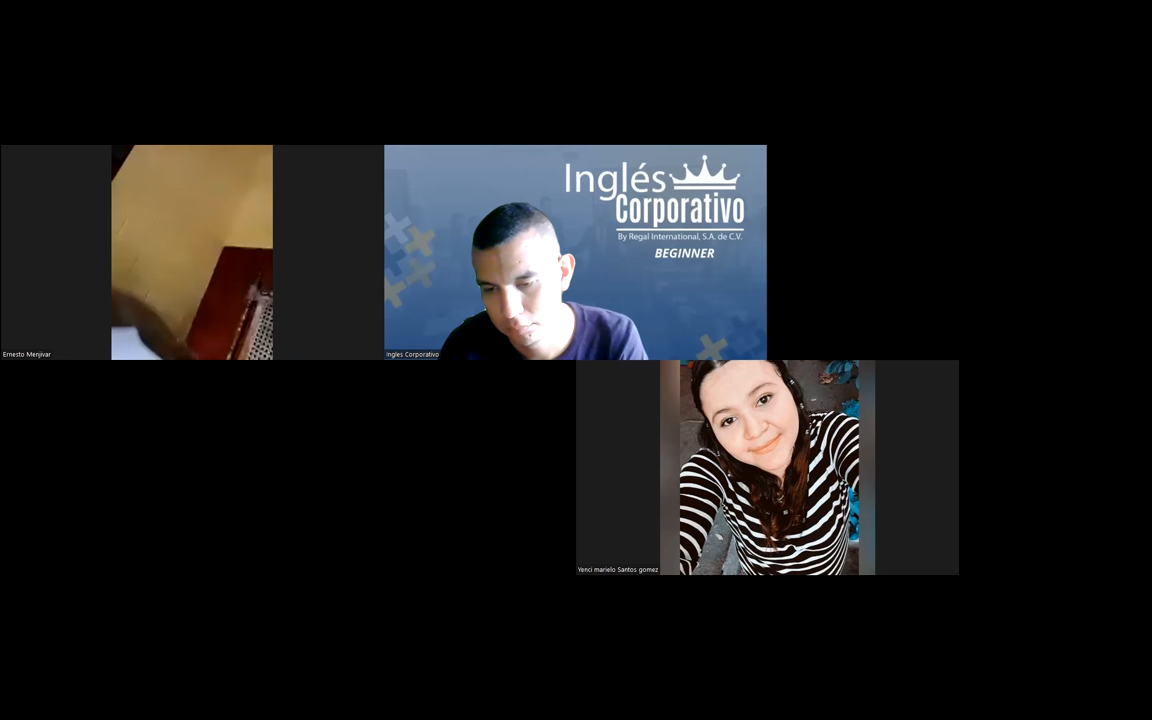 Inglés
Corporativo
By Regal International, S.A. de C.V.
BEGINNER
Ernesto Menjivar
Ingles Corporativo
Yenci marielo Santos gomez